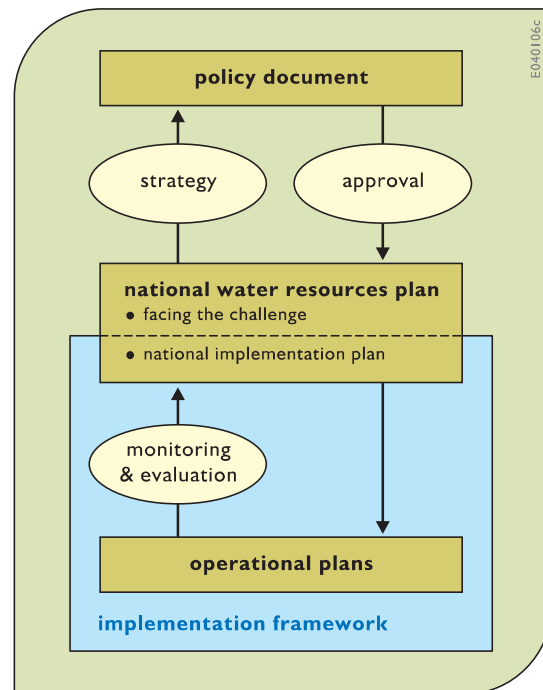 E040106c
policy document
strategy
approval
national water resources plan
• facing the challenge
• national implementation plan
monitoring
& evaluation
operational plans
implementation framework